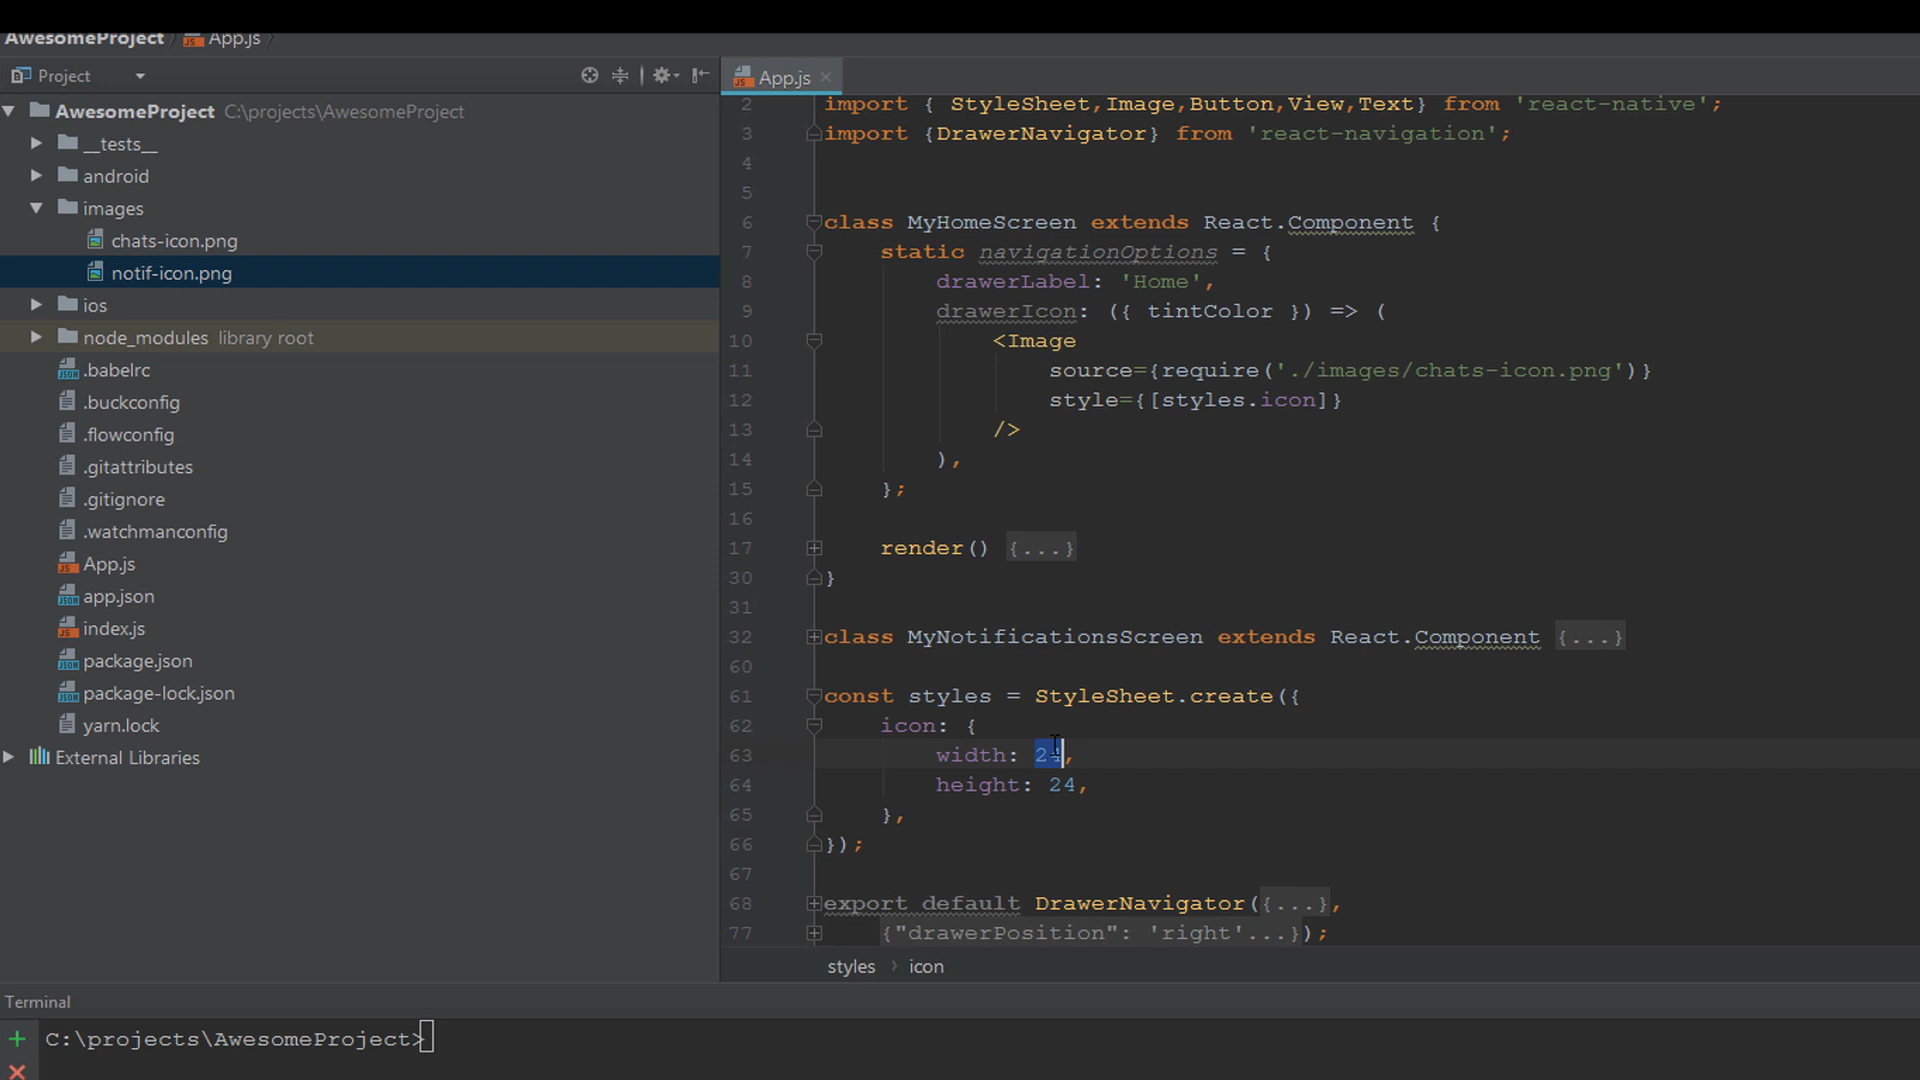 AwesomeProject App.js
Project
AwesomeProject C:\projects\AwesomeProject
__tests__
android
images
chats-icon.png
notif-icon.png
ios
node_modules library root
.babelrc
.buckconfig
.flowconfig
.gitattributes
.gitignore
.watchmanconfig
App.js
app.json
index.js
package.json
package-lock.json
yarn.lock
External Libraries
App.js
2 import { StyleSheet,Image,Button,View,Text} from 'react-native';
3 import {DrawerNavigator} from 'react-navigation';
4
5
6 class MyHomeScreen extends React.Component {
7 static navigationOptions = {
8 drawerLabel: 'Home',
9 drawerIcon: ({ tintColor }) => (
10 <Image
11 source={require('./images/chats-icon.png')}
12 style={[styles.icon]}
13 />
14 ),
15 };
16
17 render() {...}
30 }
31
32 class MyNotificationsScreen extends React.Component {...}
60
61 const styles = StyleSheet.create({
62 icon: {
63 width: 24,
64 height: 24,
65 },
66 });
67
68 export default DrawerNavigator({...},
77 {"drawerPosition": 'right'...});
styles › icon
Terminal
C:\projects\AwesomeProject>